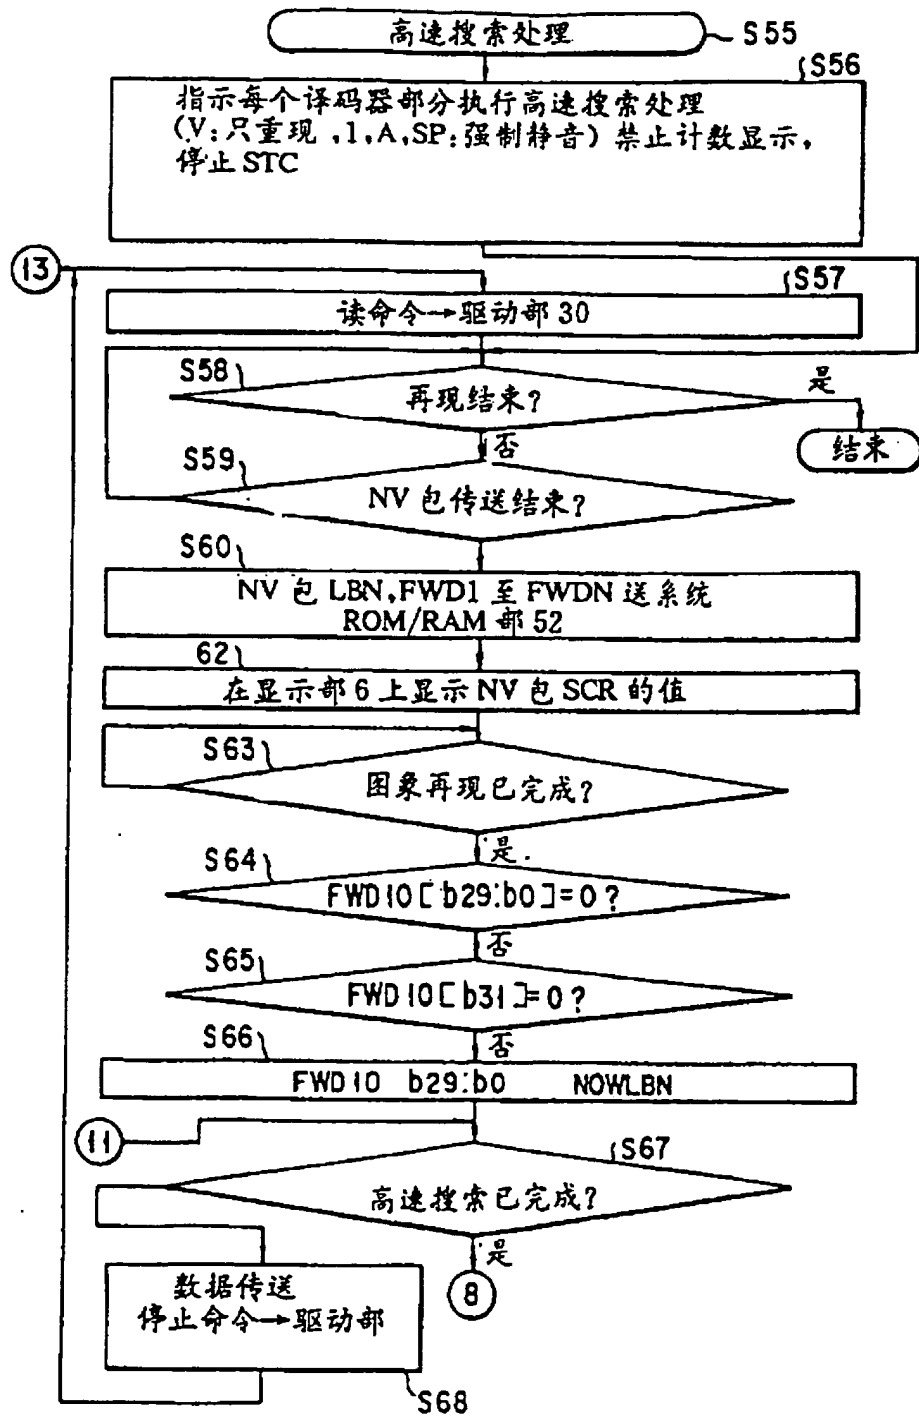 高速搜索处理
S55
S56
指示每个译码器部分执行高速搜索处理
(V:只重现,1,A,SP:强制静音)禁止计数显示,
停止STC
13
S57
读命令→驱动部30
S58
再现结束?
是
结束
否
S59
NV包传送结束?
S60
NV包LBN,FWD1至FWDN送系统
ROM/RAM部52
62
在显示部6上显示NV包SCR的值
S63
图象再现已完成?
是
S64
FWD10[b29:b0]=0?
否
S65
FWD10[b31]=0?
否
S66
FWD10 b29:b0 NOWLBN
11
S67
高速搜索已完成?
是
8
数据传送
停止命令→驱动部
S68